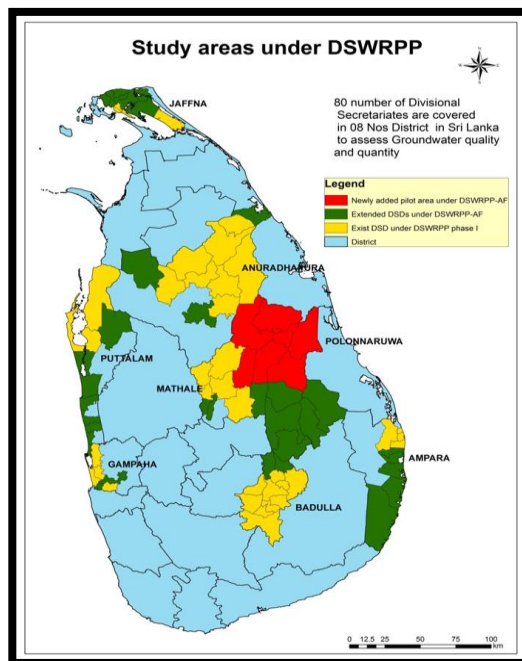 Study areas under DSWRPP
JAFFNA
80 number of Divisional
Secretariates are covered
in 08 Nos District in Sri Lanka
to assess Groundwater quality
and quantity
Legend
Newly added pilot area under DSWRPP-AF
Extended DSDs under DSWRPP-AF
Exist DSD under DSWRPP phase I
District
ANURADHAPURA
POLONNARUWA
PUTTALAM
MATHALE
GAMPAHA
AMPARA
BADULLA
0 12.5 25 50 75 100
km